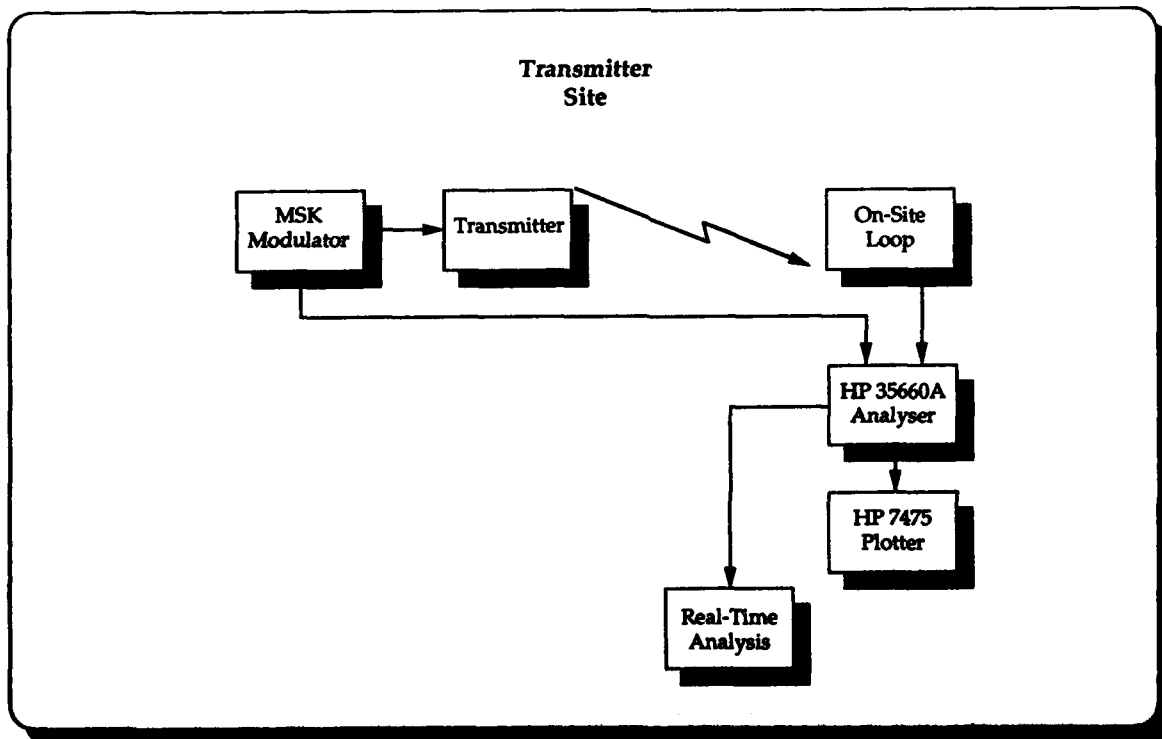 Transmitter
Site
MSK
Modulator
Transmitter
On-Site
Loop
HP 35660A
Analyser
HP 7475
Plotter
Real-Time
Analysis